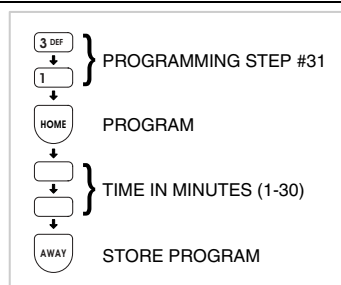 3 DEF
1
PROGRAMMING STEP #31
HOME
PROGRAM
TIME IN MINUTES (1-30)
AWAY
STORE PROGRAM